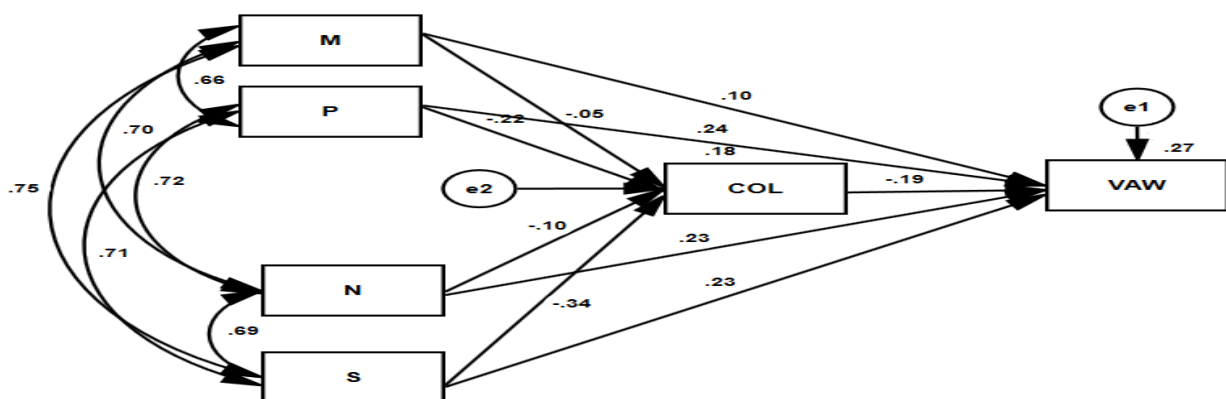 M
.66
P
.10
e1
.70
-.22
-.05
.24
.27
.72
.18
.75
e2
COL
-.19
VAW
-.10
.23
.71
.23
N
-.34
.69
S